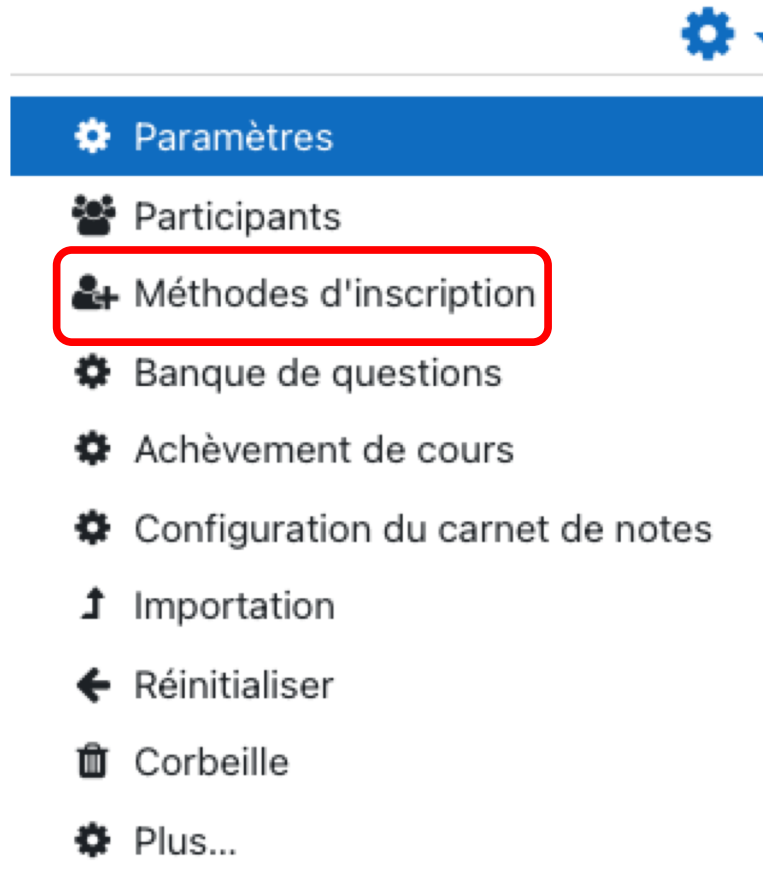 Paramètres
Participants
Méthodes d'inscription
Banque de questions
Achèvement de cours
Configuration du carnet de notes
Importation
Réinitialiser
Corbeille
Plus...